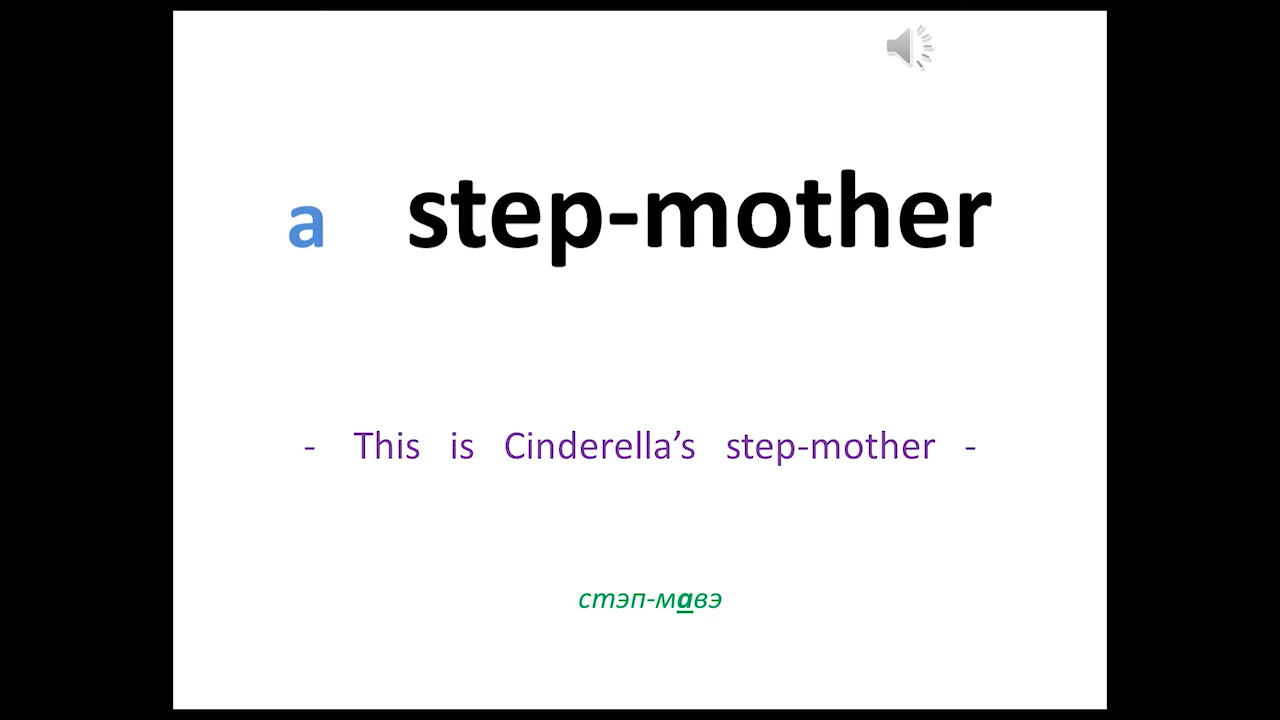 a step-mother
- This is Cinderella’s step-mother -
стэп-мавэ